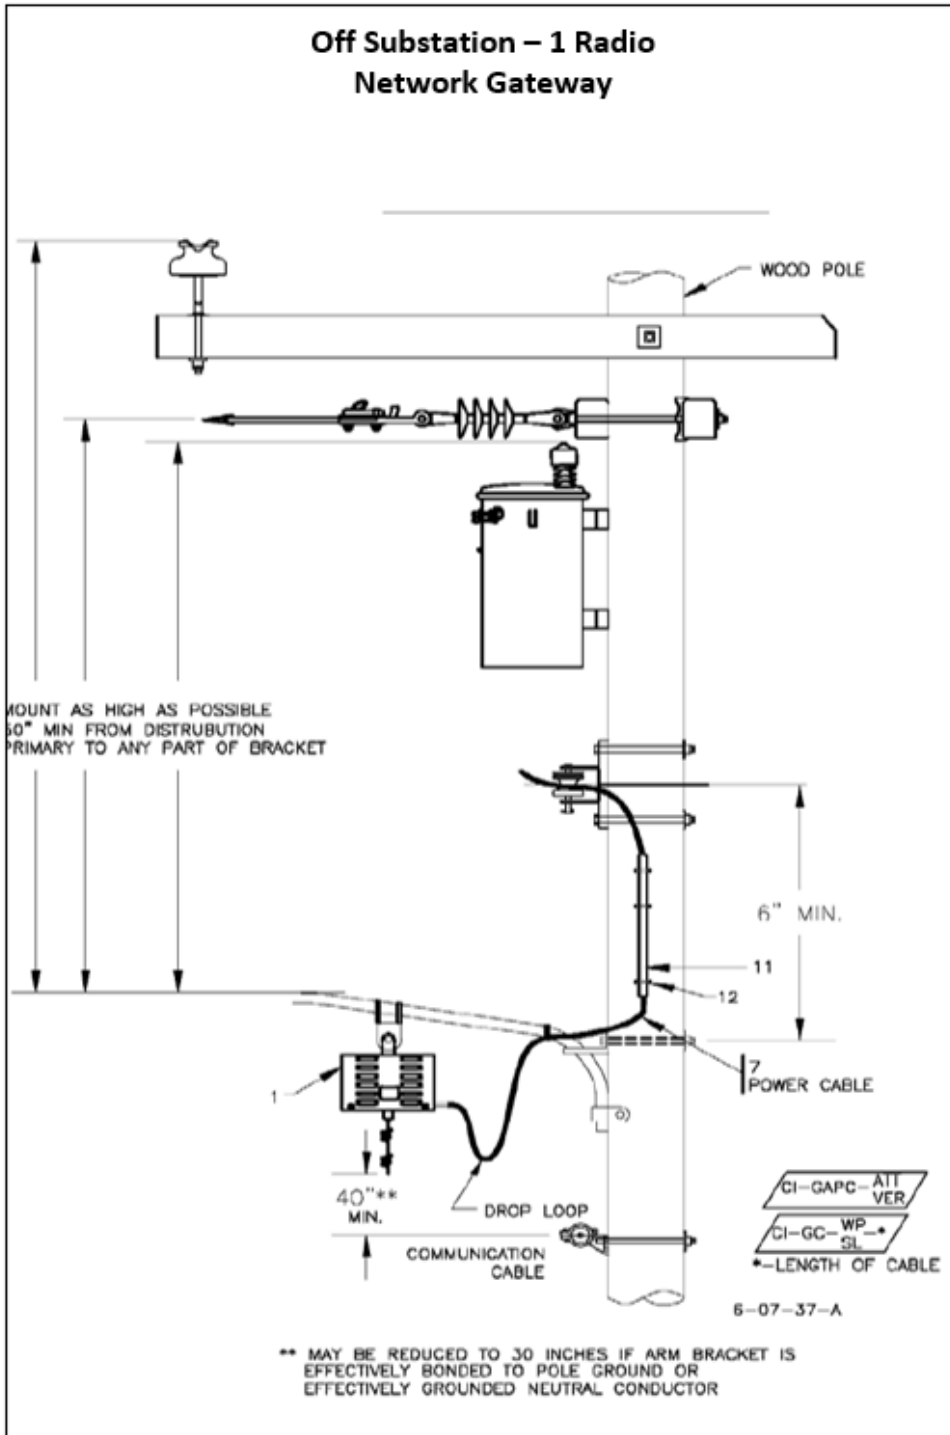 Off Substation – 1 Radio
Network Gateway
WOOD POLE
MOUNT AS HIGH AS POSSIBLE
MIN FROM DISTRUBUTION
PRIMARY TO ANY PART OF BRACKET
6" MIN.
11
12
7
POWER CABLE
1
40"**
MIN.
DROP LOOP
COMMUNICATION
CABLE
CI-GAPC-ATT
VER
CI-GC-WP-*
SL
*-LENGTH OF CABLE
6-07-37-A
** MAY BE REDUCED TO 30 INCHES IF ARM BRACKET IS
EFFECTIVELY BONDED TO POLE GROUND OR
EFFECTIVELY GROUNDED NEUTRAL CONDUCTOR